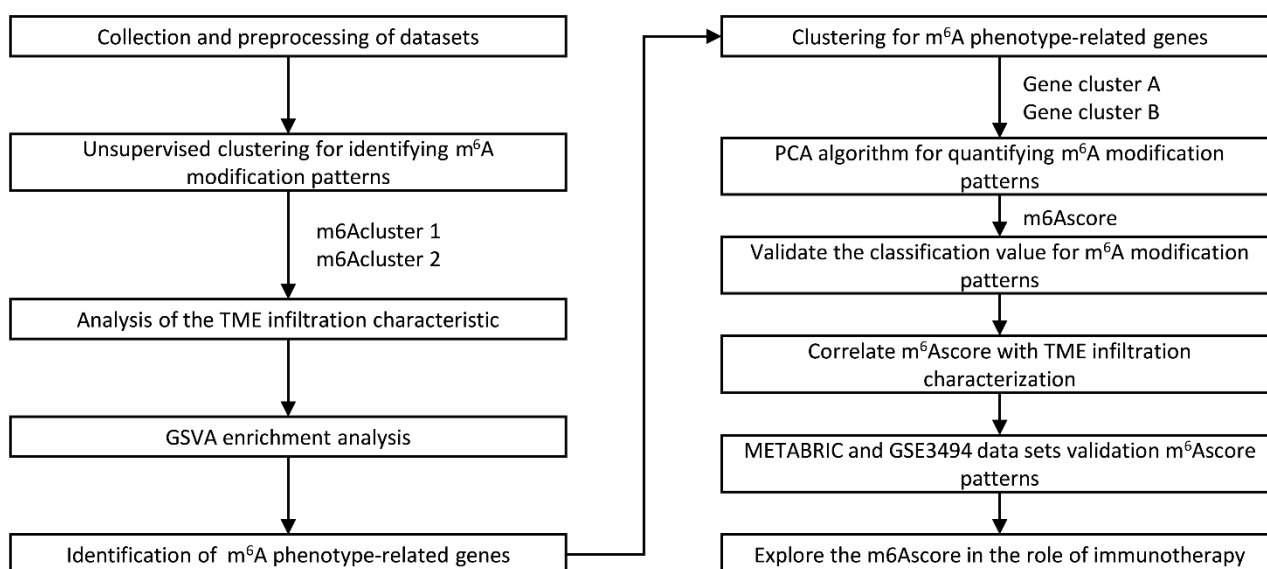 Collection and preprocessing of datasets
Unsupervised clustering for identifying m⁶A
modification patterns
m6Acluster 1
m6Acluster 2
Analysis of the TME infiltration characteristic
GSVA enrichment analysis
Identification of m⁶A phenotype-related genes
Clustering for m⁶A phenotype-related genes
Gene cluster A
Gene cluster B
PCA algorithm for quantifying m⁶A modification
patterns
m6Ascore
Validate the classification value for m⁶A modification
patterns
Correlate m⁶Ascore with TME infiltration
characterization
METABRIC and GSE3494 data sets validation m⁶Ascore
patterns
Explore the m6Ascore in the role of immunotherapy